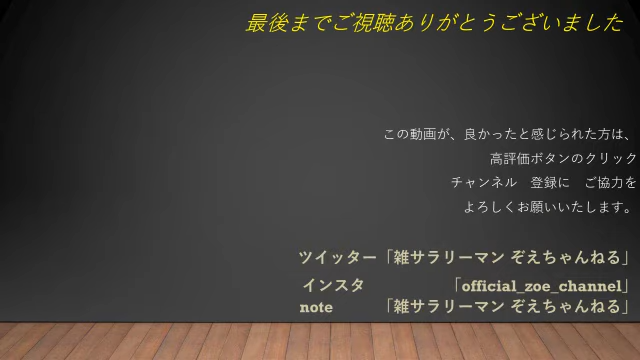 最後までご視聴ありがとうございました
この動画が、良かったと感じられた方は、
高評価ボタンのクリック
チャンネル　登録に　ご協力を
よろしくお願いいたします。
ツイッター「雑サラリーマン ぞえちゃんねる」
インスタ　「official_zoe_channel」
note　「雑サラリーマン ぞえちゃんねる」